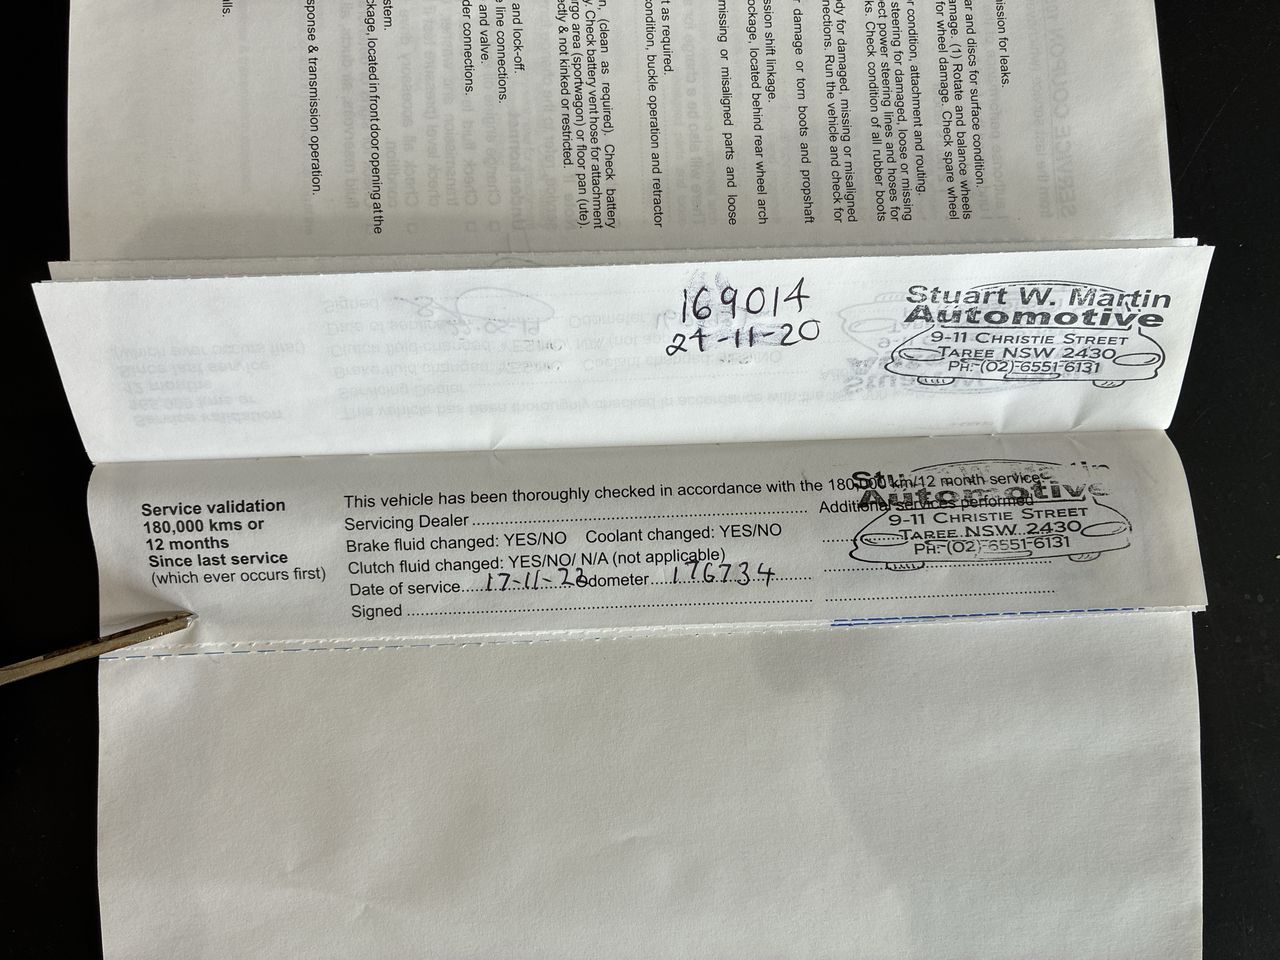 ission for leaks.
ar and discs for surface condition.
amage. (1) Rotate and balance wheels
for wheel damage. Check spare wheel
r condition, attachment and routing.
steering for damaged, loose or missing
ect power steering lines and hoses for
ks. Check condition of all rubber boots
dy for damaged, missing or misaligned
nections. Run the vehicle and check for
r damage or torn boots and propshaft
ssion shift linkage.
ockage, located behind rear wheel arch
missing or misaligned parts and loose
t as required.
condition, buckle operation and retractor
n, (clean as required). Check battery
y. Check battery vent hose for attachment
rgo area (sportwagon) or floor pan (ute).
ectly & not kinked or restricted.
and lock-off.
e line connections.
and valve.
der connections.
stem.
ckage, located in front door opening at the
sponse & transmission operation.
ills.
169014
24-11-20
Stuart W. Martin
Automotive
9-11 CHRISTIE STREET
TAREE NSW 2430
PH:-(02)-6551-6131
Service validation
180,000 kms or
12 months
Since last service
(which ever occurs first)
This vehicle has been thoroughly checked in accordance with the 180,000 km/12 month service.
Servicing Dealer
Additional services performed
Brake fluid changed: YES/NO Coolant changed: YES/NO
Clutch fluid changed: YES/NO/ N/A (not applicable)
Date of service 17-11-23 Odometer 176734
Signed
Stuart W. Martin
Automotive
9-11 CHRISTIE STREET
TAREE NSW 2430
PH:-(02)-6551-6131